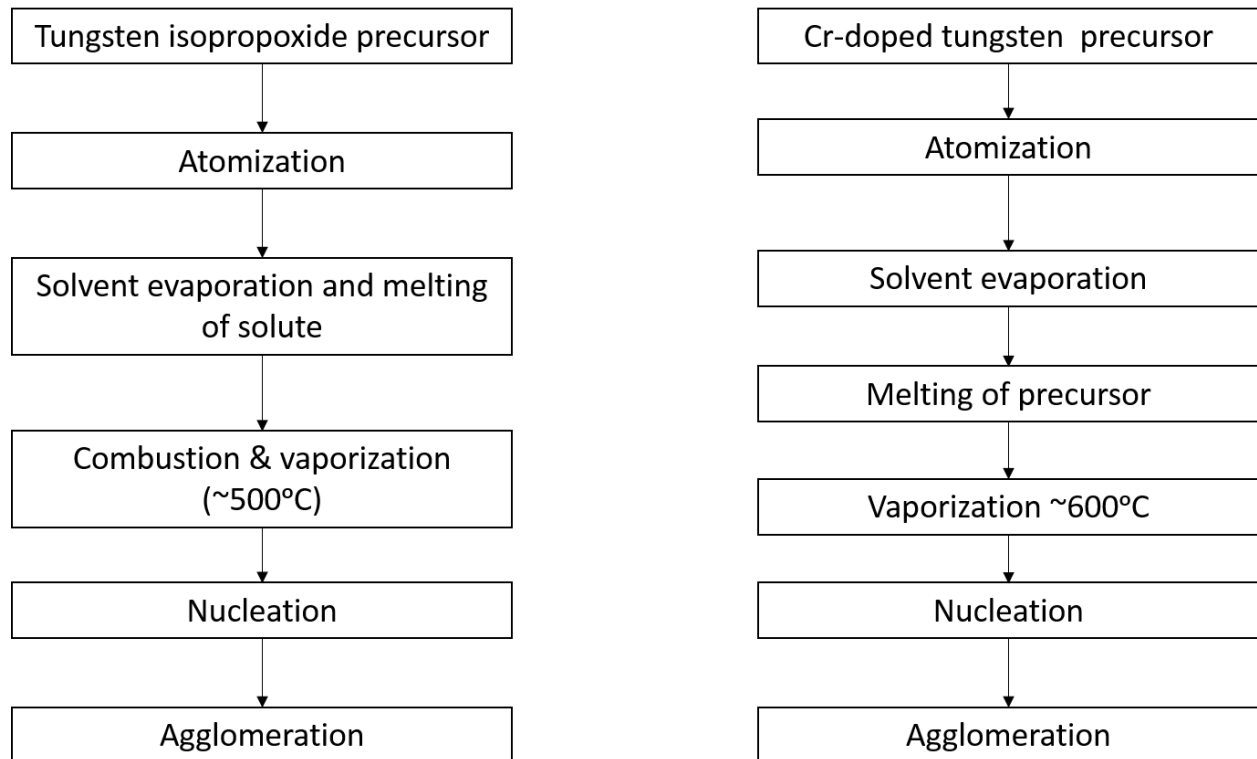 Tungsten isopropoxide precursor
Atomization
Solvent evaporation and melting
of solute
Combustion & vaporization
(~500ºC)
Nucleation
Agglomeration
Cr-doped tungsten  precursor
Atomization
Solvent evaporation
Melting of precursor
Vaporization ~600ºC
Nucleation
Agglomeration